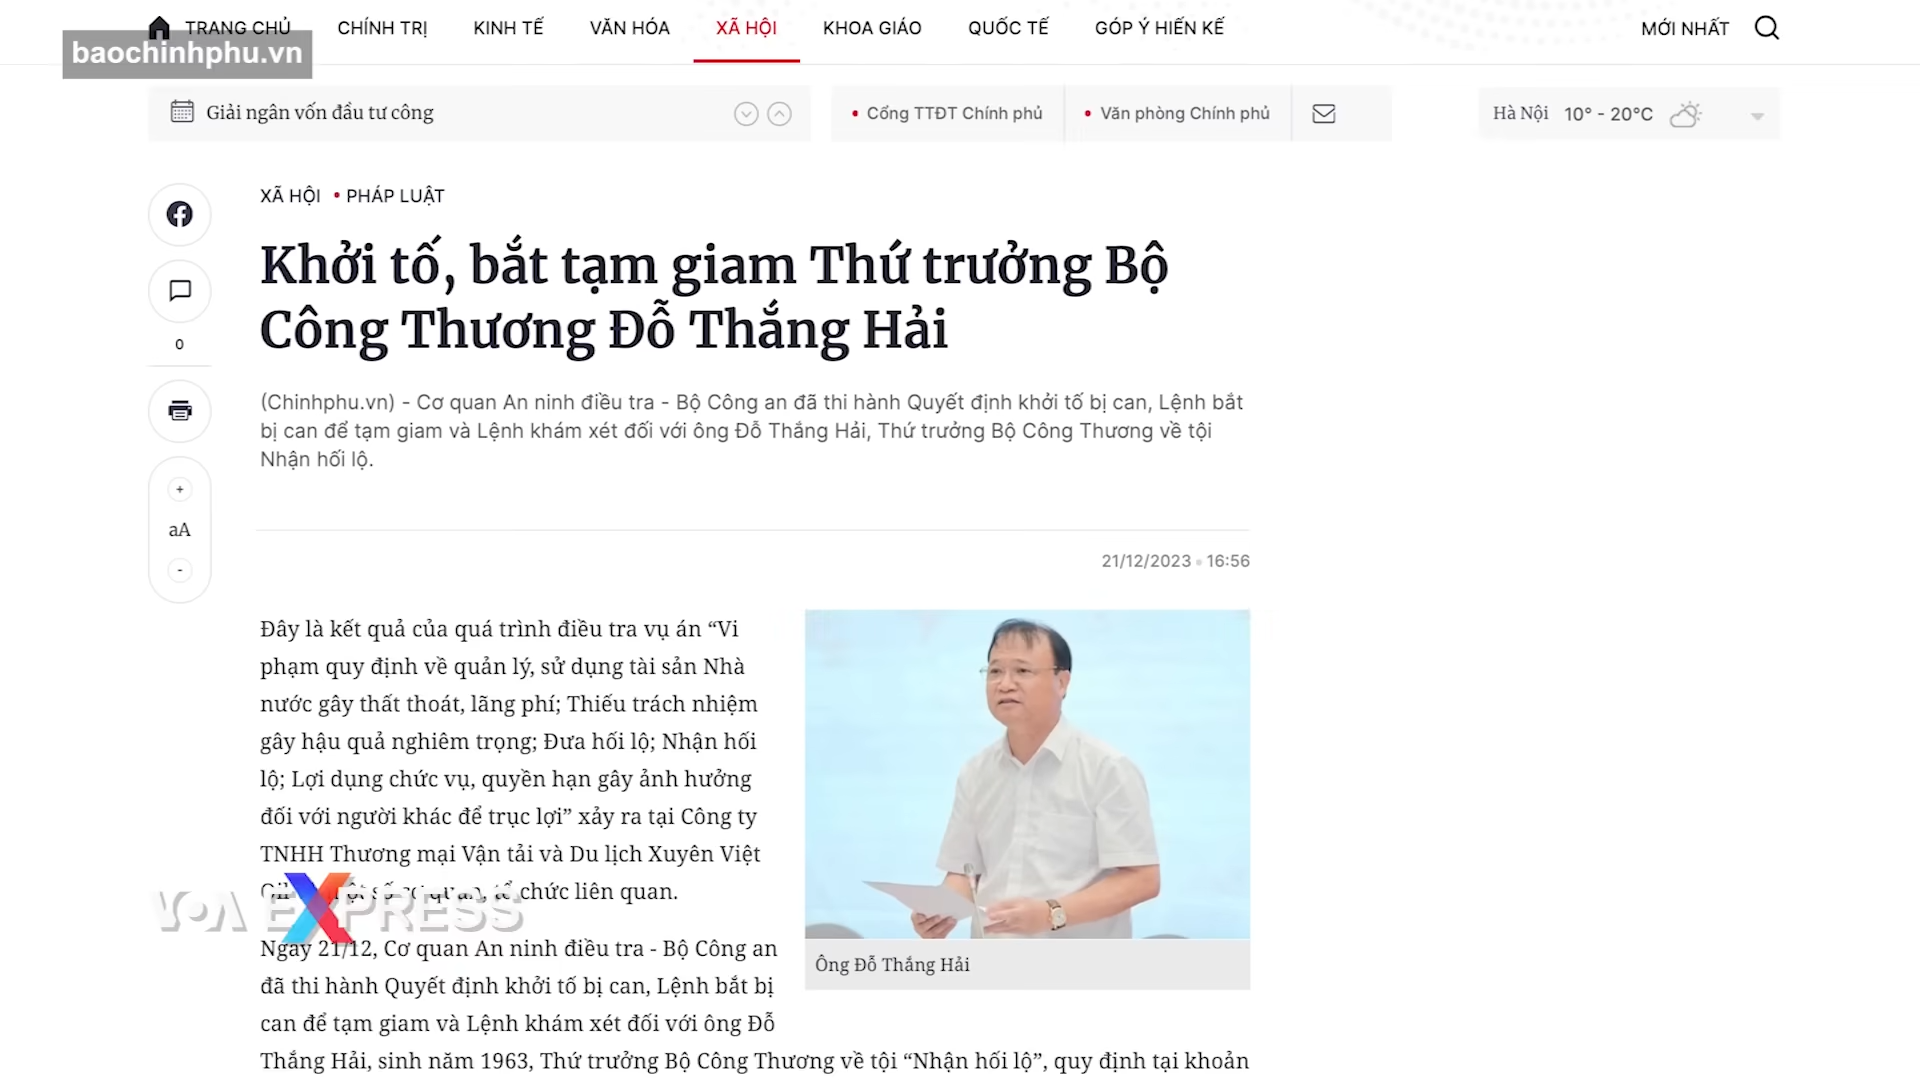 TRANG CHỦ CHÍNH TRỊ KINH TẾ VĂN HÓA XÃ HỘI KHOA GIÁO QUỐC TẾ GÓP Ý HIẾN KẾ MỚI NHẤT
baochinhphu.vn
Giải ngân vốn đầu tư công
• Cổng TTĐT Chính phủ • Văn phòng Chính phủ
Hà Nội 10° - 20°C
XÃ HỘI • PHÁP LUẬT
Khởi tố, bắt tạm giam Thứ trưởng Bộ
Công Thương Đỗ Thắng Hải
0
(Chinhphu.vn) - Cơ quan An ninh điều tra - Bộ Công an đã thi hành Quyết định khởi tố bị can, Lệnh bắt
bị can để tạm giam và Lệnh khám xét đối với ông Đỗ Thắng Hải, Thứ trưởng Bộ Công Thương về tội
Nhận hối lộ.
+
aA
-
21/12/2023 • 16:56
Đây là kết quả của quá trình điều tra vụ án “Vi
phạm quy định về quản lý, sử dụng tài sản Nhà
nước gây thất thoát, lãng phí; Thiếu trách nhiệm
gây hậu quả nghiêm trọng; Đưa hối lộ; Nhận hối
lộ; Lợi dụng chức vụ, quyền hạn gây ảnh hưởng
đối với người khác để trục lợi” xảy ra tại Công ty
TNHH Thương mại Vận tải và Du lịch Xuyên Việt
số cơ quan, tổ chức liên quan.
VOA EXPRESS
Ngày 21/12, Cơ quan An ninh điều tra - Bộ Công an
đã thi hành Quyết định khởi tố bị can, Lệnh bắt bị
can để tạm giam và Lệnh khám xét đối với ông Đỗ
Thắng Hải, sinh năm 1963, Thứ trưởng Bộ Công Thương về tội “Nhận hối lộ”, quy định tại khoản
Ông Đỗ Thắng Hải